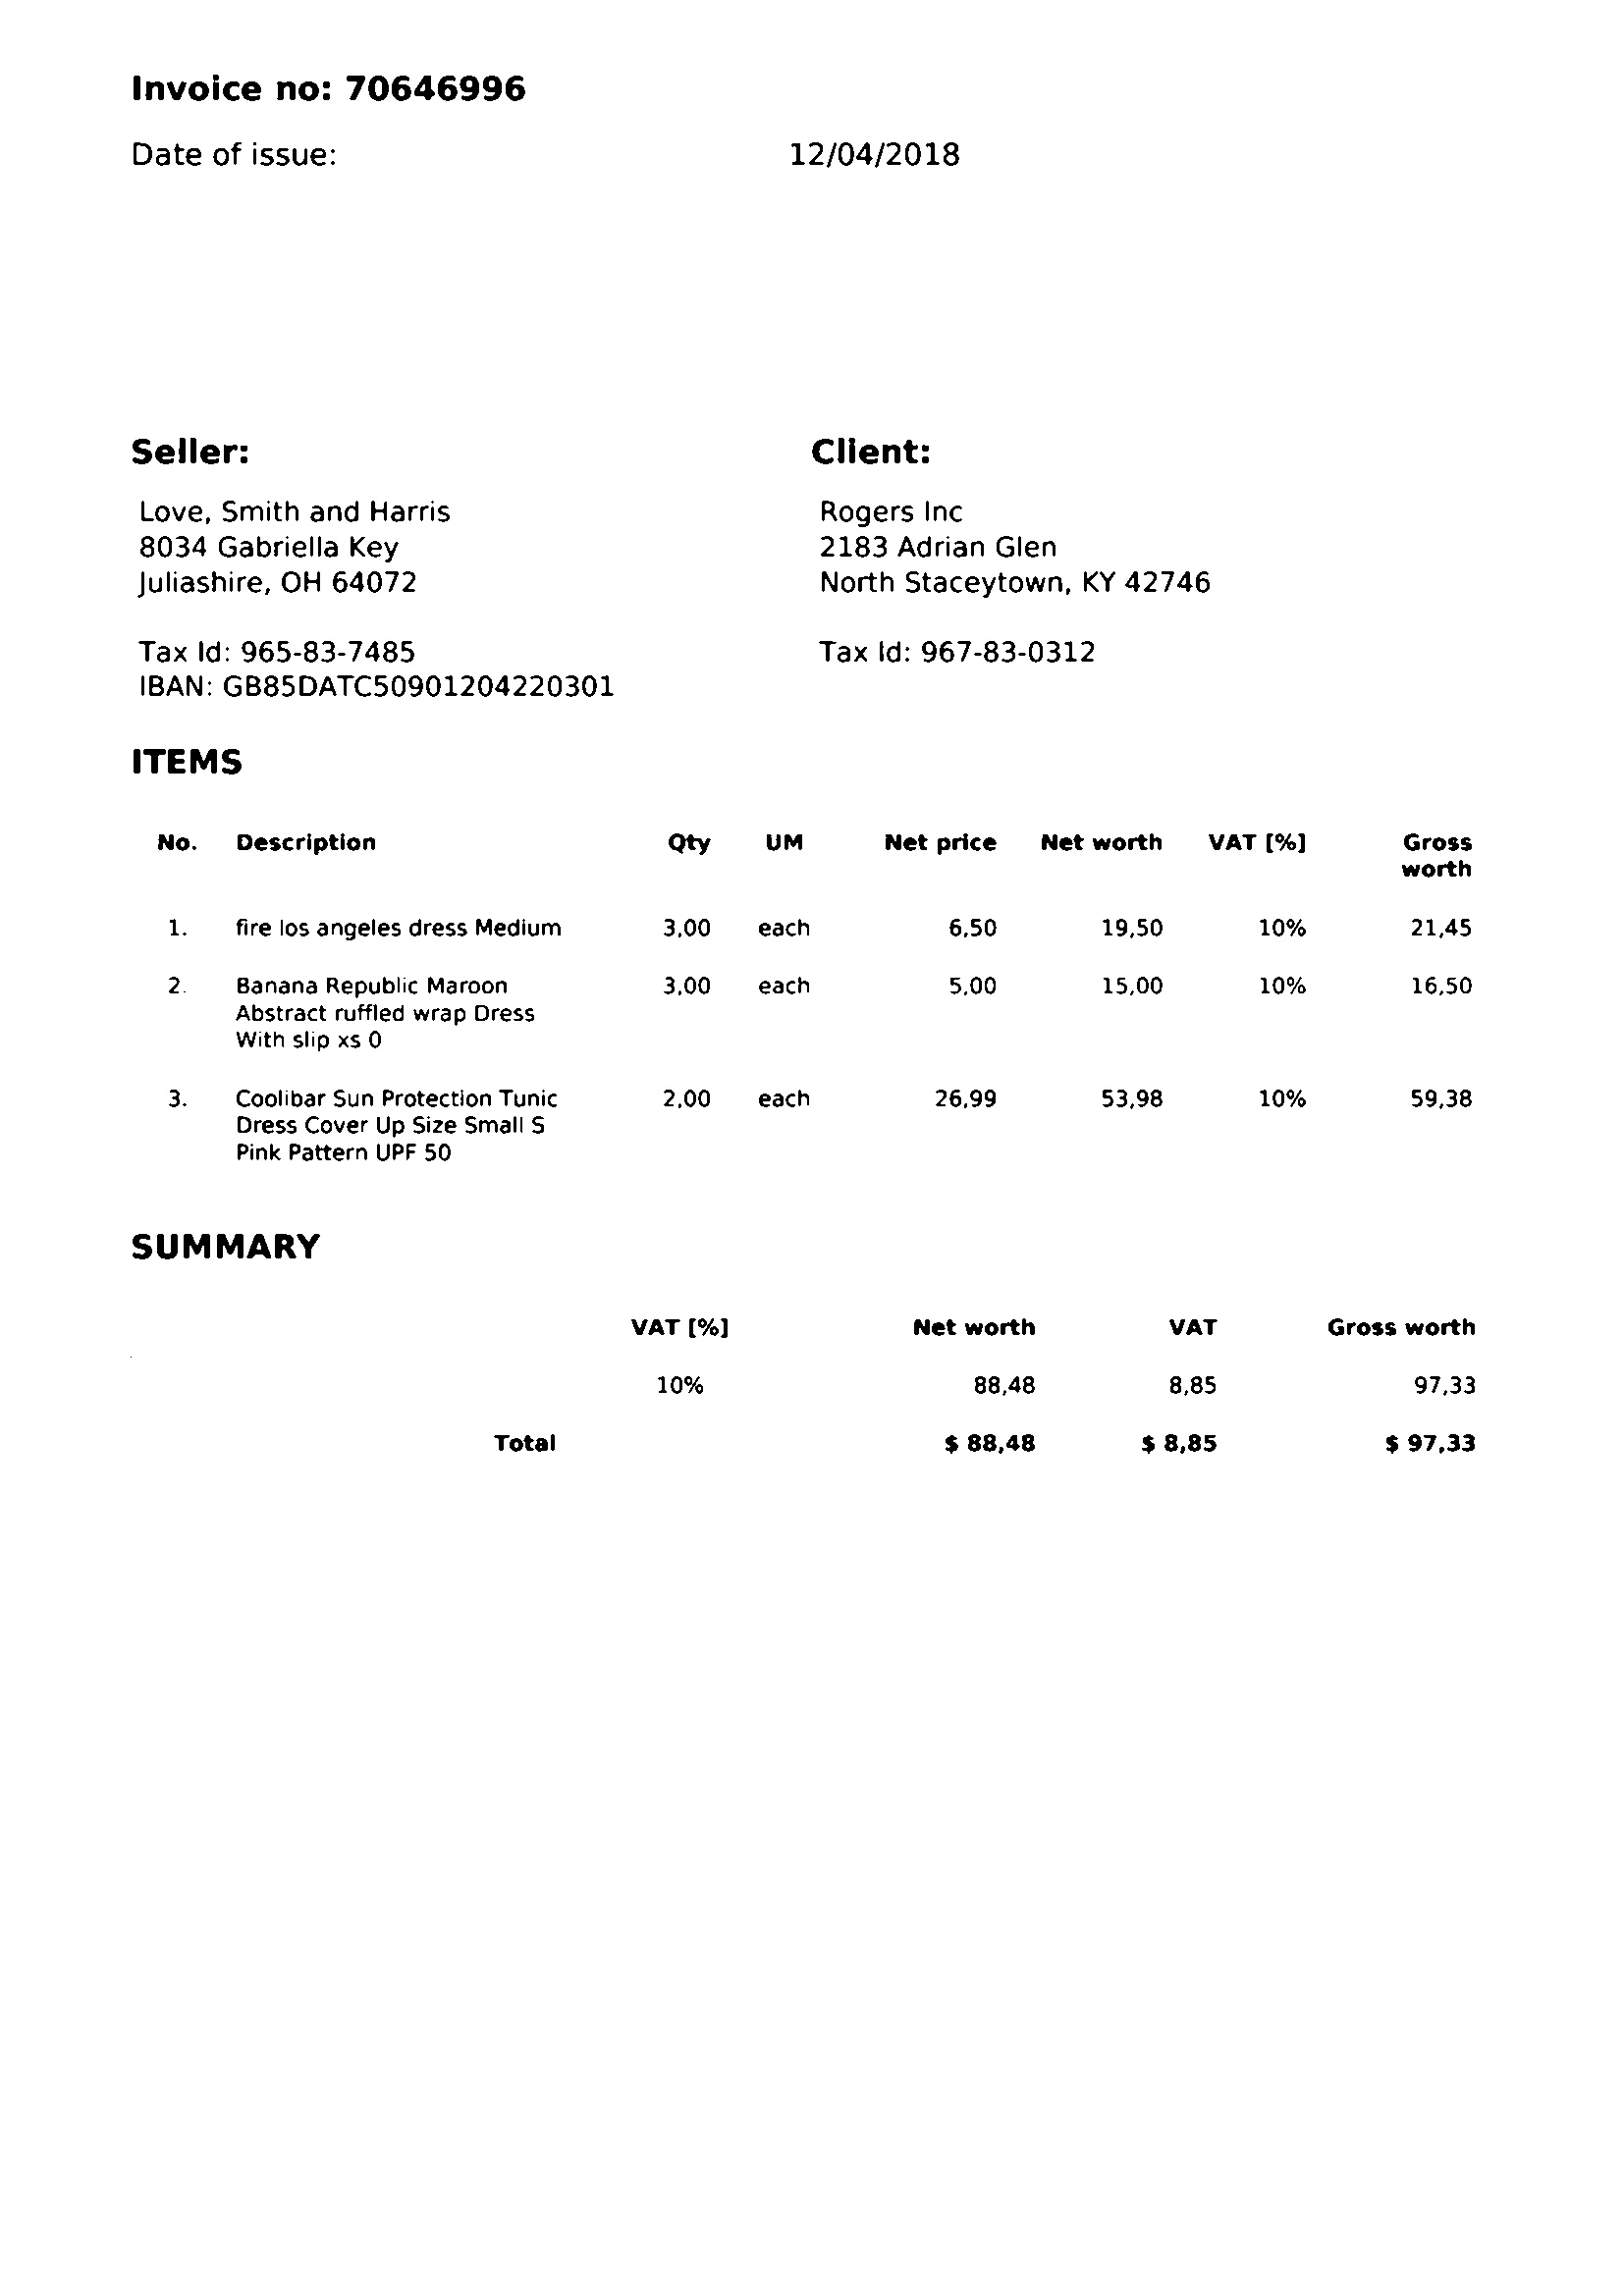 Invoice no: 70646996
Date of issue: 12/04/2018
Seller: Client:
Love, Smith and Harris Rogers Inc
8034 Gabriella Key 2183 Adrian Glen
Juliashire, OH 64072 North Staceytown, KY 42746
Tax Id: 965-83-7485 Tax Id: 967-83-0312
IBAN: GB85DATC50901204220301
ITEMS
No. Description Qty UM Net price Net worth VAT [%] Gross
worth
1. fire los angeles dress Medium 3,00 each 6,50 19,50 10% 21,45
2. Banana Republic Maroon 3,00 each 5,00 15,00 10% 16,50
Abstract ruffled wrap Dress
With slip xs 0
3. Coolibar Sun Protection Tunic 2,00 each 26,99 53,98 10% 59,38
Dress Cover Up Size Small S
Pink Pattern UPF 50
SUMMARY
VAT [%] Net worth VAT Gross worth
10% 88,48 8,85 97,33
Total $ 88,48 $ 8,85 $ 97,33